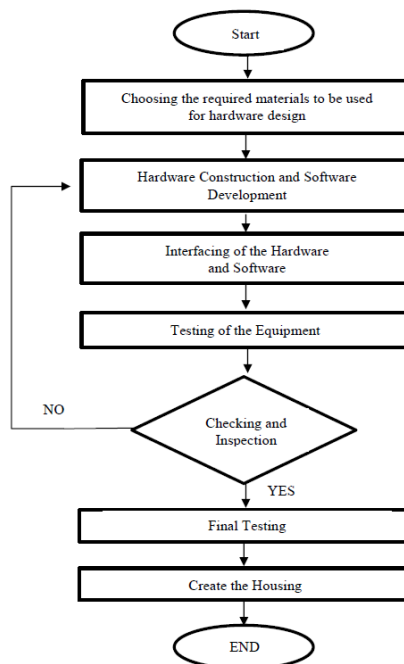 Start
Choosing the required materials to be used
for hardware design
Hardware Construction and Software
Development
Interfacing of the Hardware
and Software
Testing of the Equipment
NO
Checking and
Inspection
YES
Final Testing
Create the Housing
END